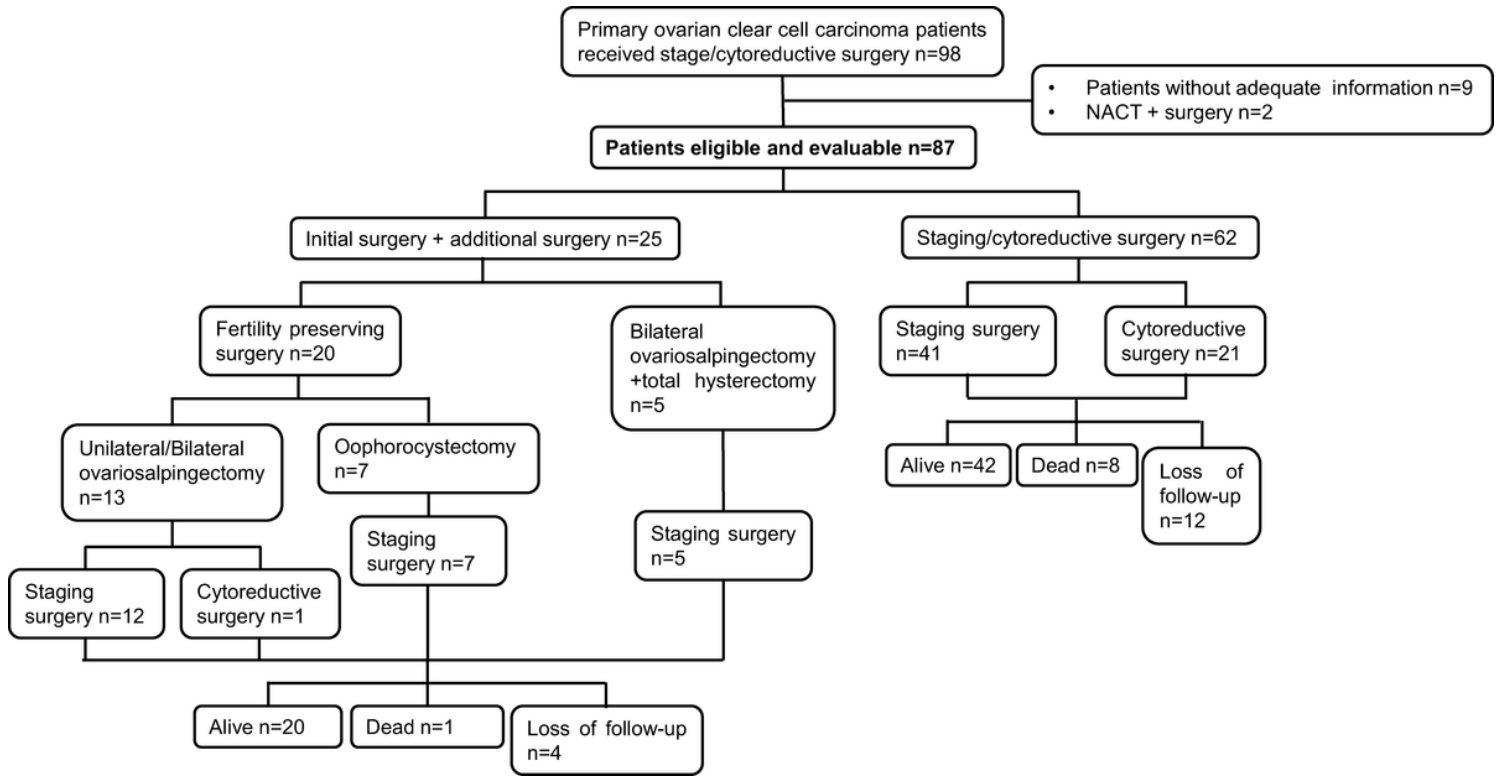 Primary ovarian clear cell carcinoma patients
received stage/cytoreductive surgery n=98
• Patients without adequate information n=9
• NACT + surgery n=2
Patients eligible and evaluable n=87
Initial surgery + additional surgery n=25
Staging/cytoreductive surgery n=62
Fertility preserving
surgery n=20
Bilateral
ovariosalpingectomy
+total hysterectomy
n=5
Staging surgery
n=41
Cytoreductive
surgery n=21
Unilateral/Bilateral
ovariosalpingectomy
n=13
Oophorocystectomy
n=7
Alive n=42
Dead n=8
Loss of
follow-up
n=12
Staging
surgery n=7
Staging surgery
n=5
Staging
surgery n=12
Cytoreductive
surgery n=1
Alive n=20
Dead n=1
Loss of follow-up
n=4